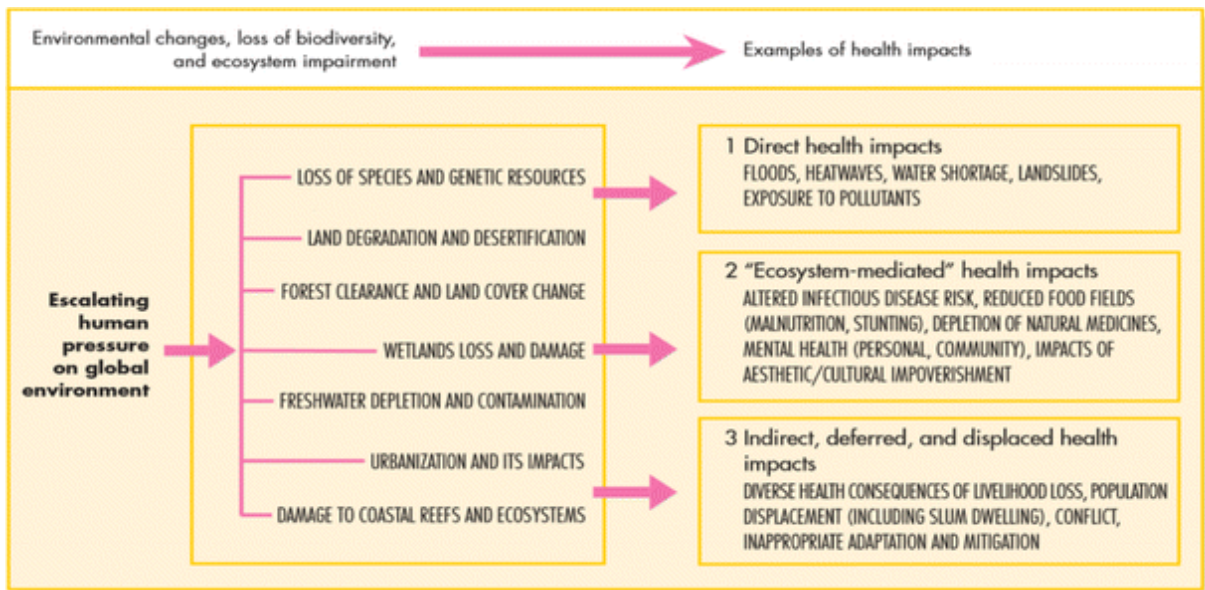 Environmental changes, loss of biodiversity,
and ecosystem impairment
Examples of health impacts
Escalating
human
pressure
on global
environment
LOSS OF SPECIES AND GENETIC RESOURCES
LAND DEGRADATION AND DESERTIFICATION
FOREST CLEARANCE AND LAND COVER CHANGE
WETLANDS LOSS AND DAMAGE
FRESHWATER DEPLETION AND CONTAMINATION
URBANIZATION AND ITS IMPACTS
DAMAGE TO COASTAL REEFS AND ECOSYSTEMS
1 Direct health impacts
FLOODS, HEATWAVES, WATER SHORTAGE, LANDSLIDES,
EXPOSURE TO POLLUTANTS
2 “Ecosystem-mediated” health impacts
ALTERED INFECTIOUS DISEASE RISK, REDUCED FOOD FIELDS
(MALNUTRITION, STUNTING), DEPLETION OF NATURAL MEDICINES,
MENTAL HEALTH (PERSONAL, COMMUNITY), IMPACTS OF
AESTHETIC/CULTURAL IMPOVERISHMENT
3 Indirect, deferred, and displaced health
impacts
DIVERSE HEALTH CONSEQUENCES OF LIVELIHOOD LOSS, POPULATION
DISPLACEMENT (INCLUDING SLUM DWELLING), CONFLICT,
INAPPROPRIATE ADAPTATION AND MITIGATION